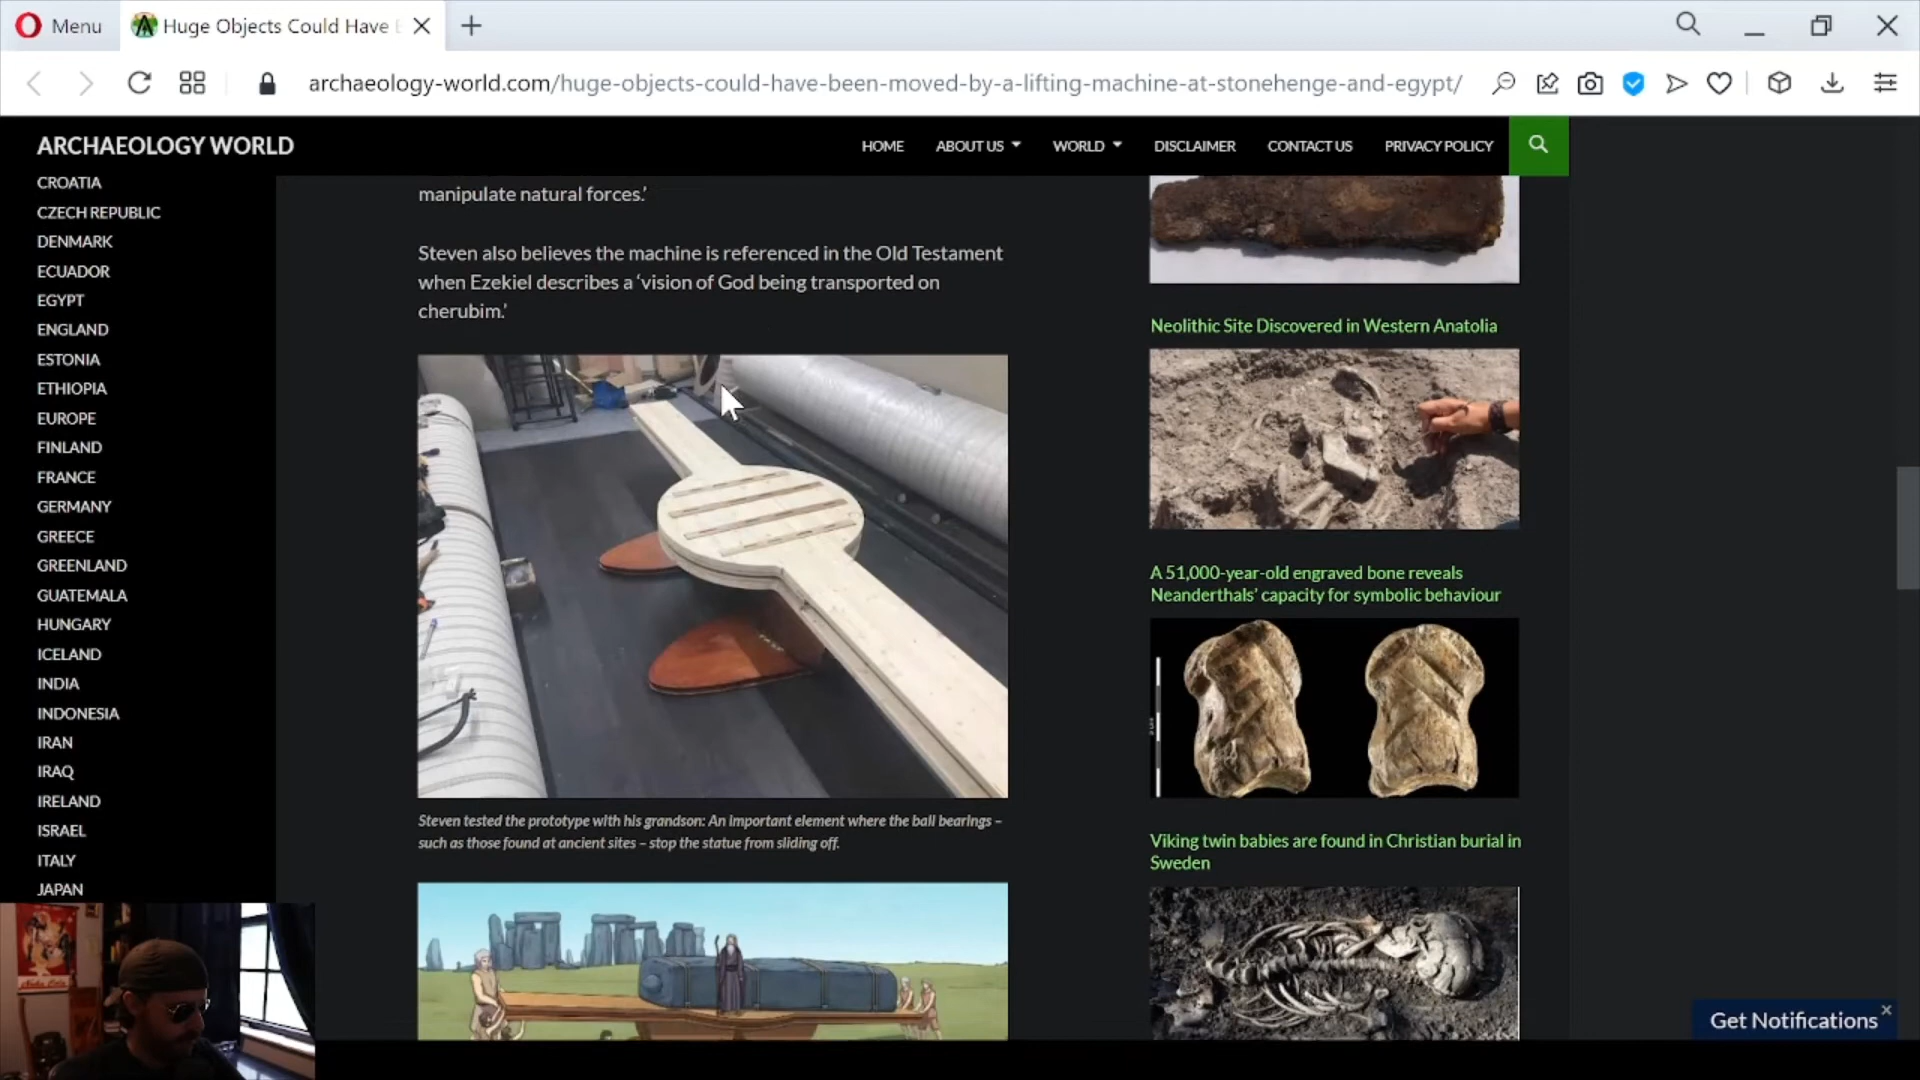 Menu
Huge Objects Could Have
archaeology-world.com/huge-objects-could-have-been-moved-by-a-lifting-machine-at-stonehenge-and-egypt/
ARCHAEOLOGY WORLD
HOME
ABOUT US
WORLD
DISCLAIMER
CONTACT US
PRIVACY POLICY
CROATIA
CZECH REPUBLIC
DENMARK
ECUADOR
EGYPT
ENGLAND
ESTONIA
ETHIOPIA
EUROPE
FINLAND
FRANCE
GERMANY
GREECE
GREENLAND
GUATEMALA
HUNGARY
ICELAND
INDIA
INDONESIA
IRAN
IRAQ
IRELAND
ISRAEL
ITALY
JAPAN
manipulate natural forces.’
Steven also believes the machine is referenced in the Old Testament
when Ezekiel describes a ‘vision of God being transported on
cherubim.’
Steven tested the prototype with his grandson: An important element where the ball bearings –
such as those found at ancient sites – stop the statue from sliding off.
Neolithic Site Discovered in Western Anatolia
A 51,000-year-old engraved bone reveals
Neanderthals’ capacity for symbolic behaviour
Viking twin babies are found in Christian burial in
Sweden
Get Notifications